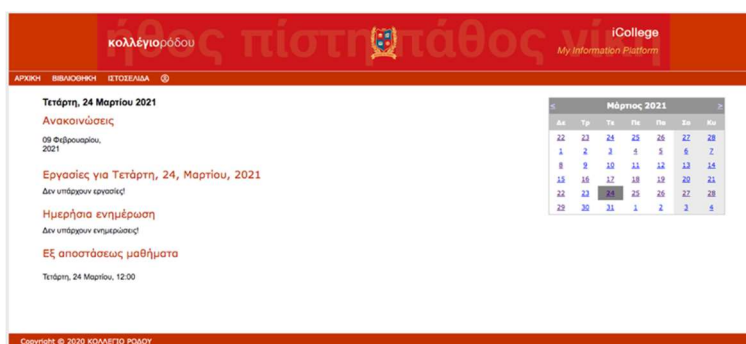 ήθος πίστη πάθος νίκη
κολλέγιορόδου
iCollege
My Information Platform
ΑΡΧΙΚΗ ΒΙΒΛΙΟΘΗΚΗ ΙΣΤΟΣΕΛΙΔΑ
Τετάρτη, 24 Μαρτίου 2021
Ανακοινώσεις
09 Φεβρουαρίου,
2021
Εργασίες για Τετάρτη, 24, Μαρτίου, 2021
Δεν υπάρχουν εργασίες!
Ημερήσια ενημέρωση
Δεν υπάρχουν ενημερώσεις!
Εξ αποστάσεως μαθήματα
Τετάρτη, 24 Μαρτίου, 12:00
< Μάρτιος 2021 >
Δε Τρ Τε Πε Πα Σα Κυ
22 23 24 25 26 27 28
1 2 3 4 5 6 7
8 9 10 11 12 13 14
15 16 17 18 19 20 21
22 23 24 25 26 27 28
29 30 31 1 2 3 4
Copyright © 2020 ΚΟΛΛΕΓΙΟ ΡΟΔΟΥ